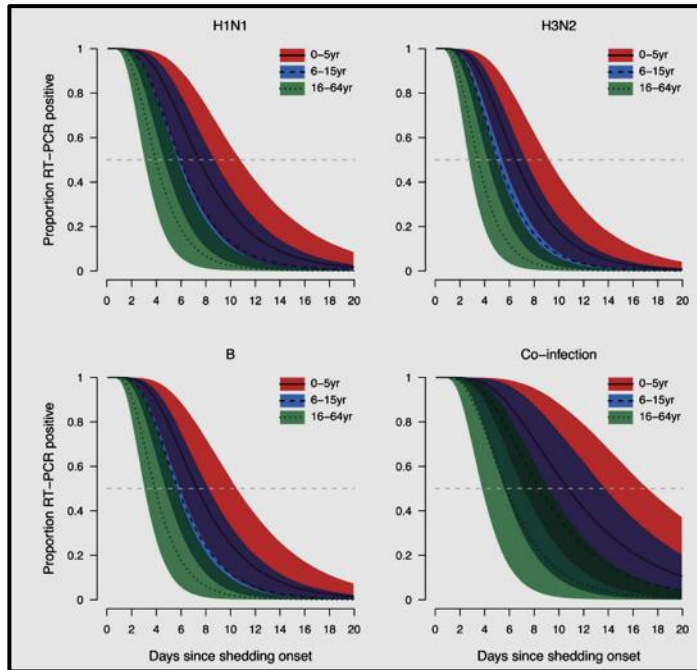 H1N1
Proportion RT-PCR positive
1
0.8
0.6
0.4
0.2
0
0 2 4 6 8 10 12 14 16 18 20
0-5yr
6-15yr
16-64yr
H3N2
1
0.8
0.6
0.4
0.2
0
0 2 4 6 8 10 12 14 16 18 20
0-5yr
6-15yr
16-64yr
B
Proportion RT-PCR positive
1
0.8
0.6
0.4
0.2
0
0 2 4 6 8 10 12 14 16 18 20
Days since shedding onset
0-5yr
6-15yr
16-64yr
Co-infection
1
0.8
0.6
0.4
0.2
0
0 2 4 6 8 10 12 14 16 18 20
Days since shedding onset
0-5yr
6-15yr
16-64yr